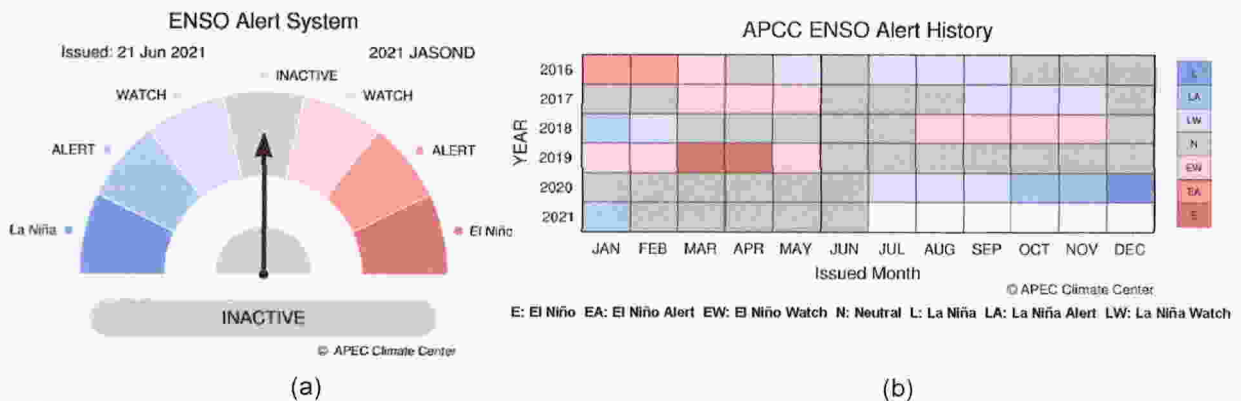 ENSO Alert System
Issued: 21 Jun 2021
2021 JASOND
INACTIVE
WATCH
WATCH
ALERT
ALERT
La Niña
El Niño
INACTIVE
© APEC Climate Center
(a)
APCC ENSO Alert History
YEAR
2016
2017
2018
2019
2020
2021
JAN FEB MAR APR MAY JUN JUL AUG SEP OCT NOV DEC
Issued Month
L
LA
LW
N
EW
EA
E
© APEC Climate Center
E: El Niño EA: El Niño Alert EW: El Niño Watch N: Neutral L: La Niña LA: La Niña Alert LW: La Niña Watch
(b)